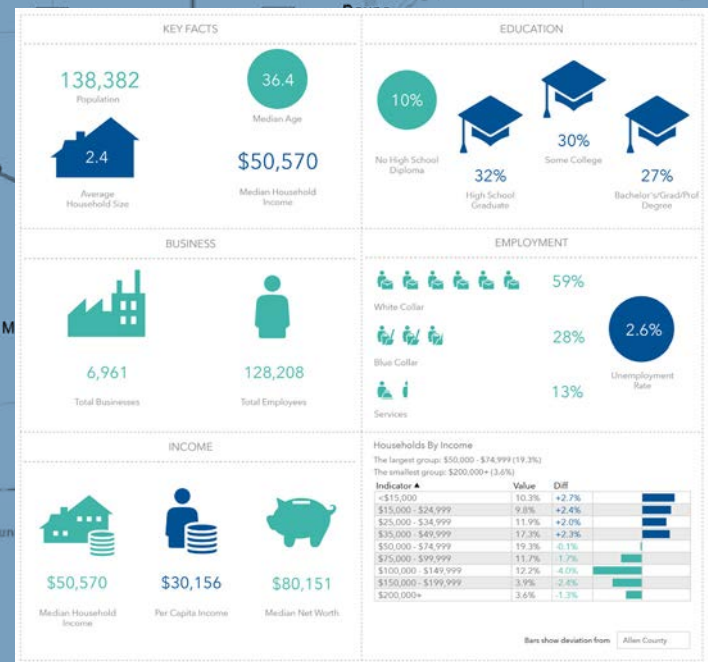 KEY FACTS
138,382
Population
36.4
Median Age
2.4
Average
Household Size
$50,570
Median Household
Income
EDUCATION
10%
No High School
Diploma
32%
High School
Graduate
30%
Some College
27%
Bachelor's/Grad/Prof
Degree
BUSINESS
6,961
Total Businesses
128,208
Total Employees
EMPLOYMENT
59%
White Collar
28%
Blue Collar
13%
Services
2.6%
Unemployment
Rate
INCOME
$50,570
Median Household
Income
$30,156
Per Capita Income
$80,151
Median Net Worth
Households By Income
The largest group: $50,000 - $74,999 (19.3%)
The smallest group: $200,000+ (3.6%)
Indicator ▲ Value Diff
<$15,000 10.3% +2.7%
$15,000 - $24,999 9.8% +2.4%
$25,000 - $34,999 11.9% +2.0%
$35,000 - $49,999 17.3% +2.3%
$50,000 - $74,999 19.3% -0.1%
$75,000 - $99,999 11.7% -1.7%
$100,000 - $149,999 12.2% -4.0%
$150,000 - $199,999 3.9% -2.4%
$200,000+ 3.6% -1.3%
Bars show deviation from Allen County
M